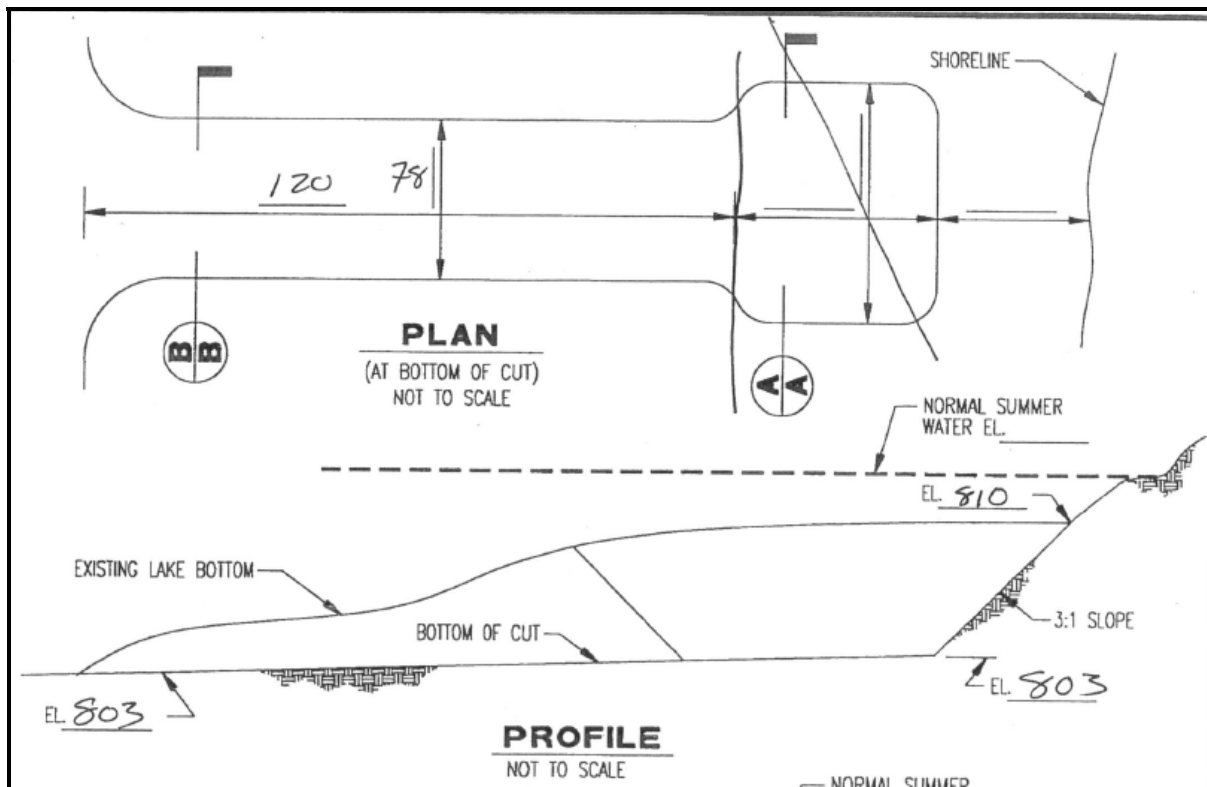 SHORELINE
120
78
B B
PLAN
(AT BOTTOM OF CUT)
NOT TO SCALE
A A
NORMAL SUMMER
WATER EL.
EL. 810
EXISTING LAKE BOTTOM
3:1 SLOPE
BOTTOM OF CUT
EL. 803
EL. 803
PROFILE
NOT TO SCALE
NORMAL SUMMER